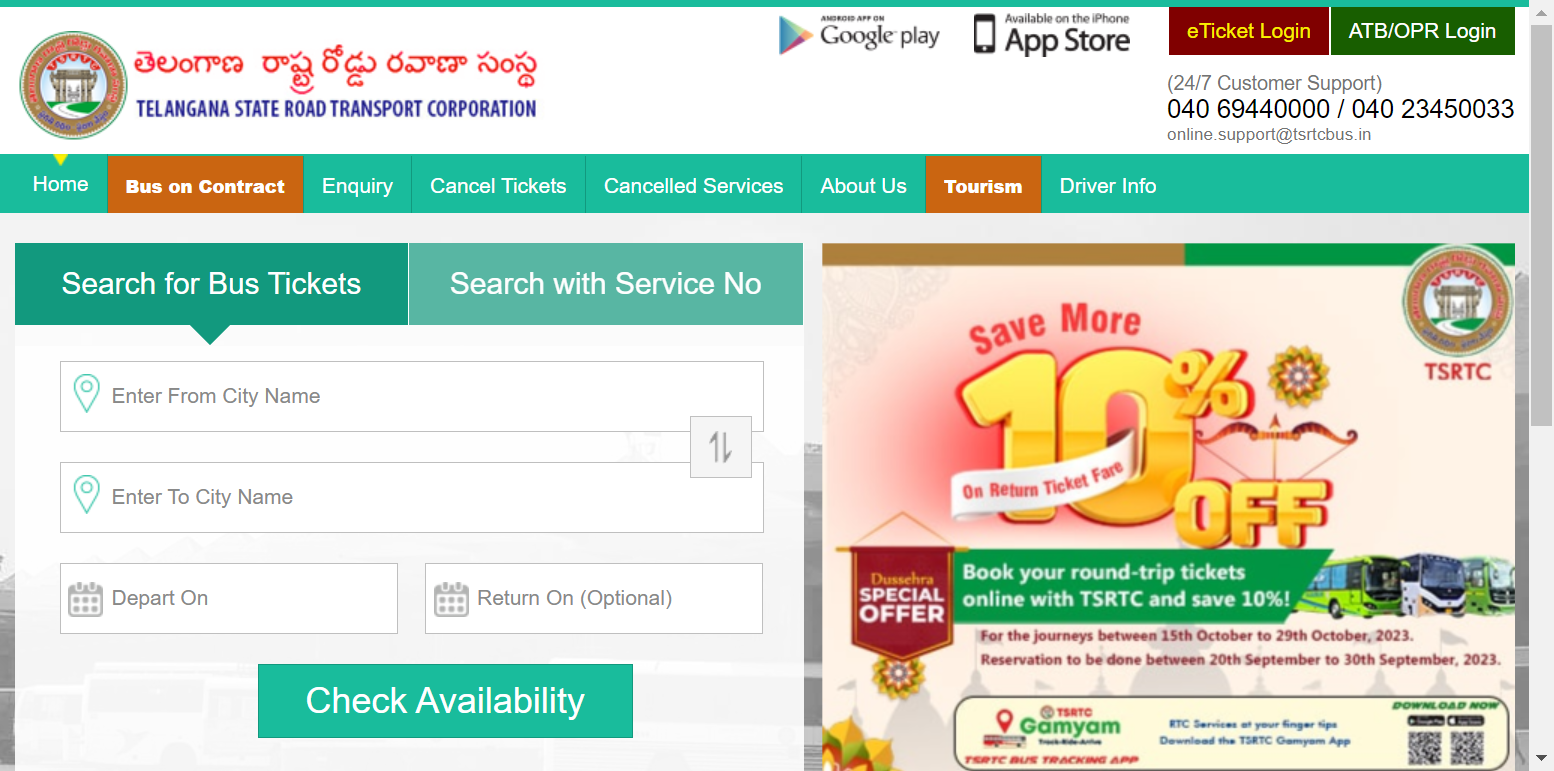 ANDROID APP ON
Google play
Available on the iPhone
App Store
eTicket Login
ATB/OPR Login
తెలంగాణ రాష్ట్ర రోడ్డు రవాణా సంస్థ
TELANGANA STATE ROAD TRANSPORT CORPORATION
(24/7 Customer Support)
040 69440000 / 040 23450033
online.support@tsrtcbus.in
Home
Bus on Contract
Enquiry
Cancel Tickets
Cancelled Services
About Us
Tourism
Driver Info
Search for Bus Tickets
Search with Service No
Enter From City Name
Enter To City Name
Depart On
Return On (Optional)
Check Availability
TSRTC
Save More
10%
On Return Ticket Fare
OFF
Dussehra
SPECIAL
OFFER
Book your round-trip tickets
online with TSRTC and save 10%!
For the journeys between 15th October to 29th October, 2023.
Reservation to be done between 20th September to 30th September, 2023.
TSRTC
Gamyam
Track-Ride-Arrive
TSRTC BUS TRACKING APP
RTC Services at your finger tips
Download the TSRTC Gamyam App
DOWNLOAD NOW